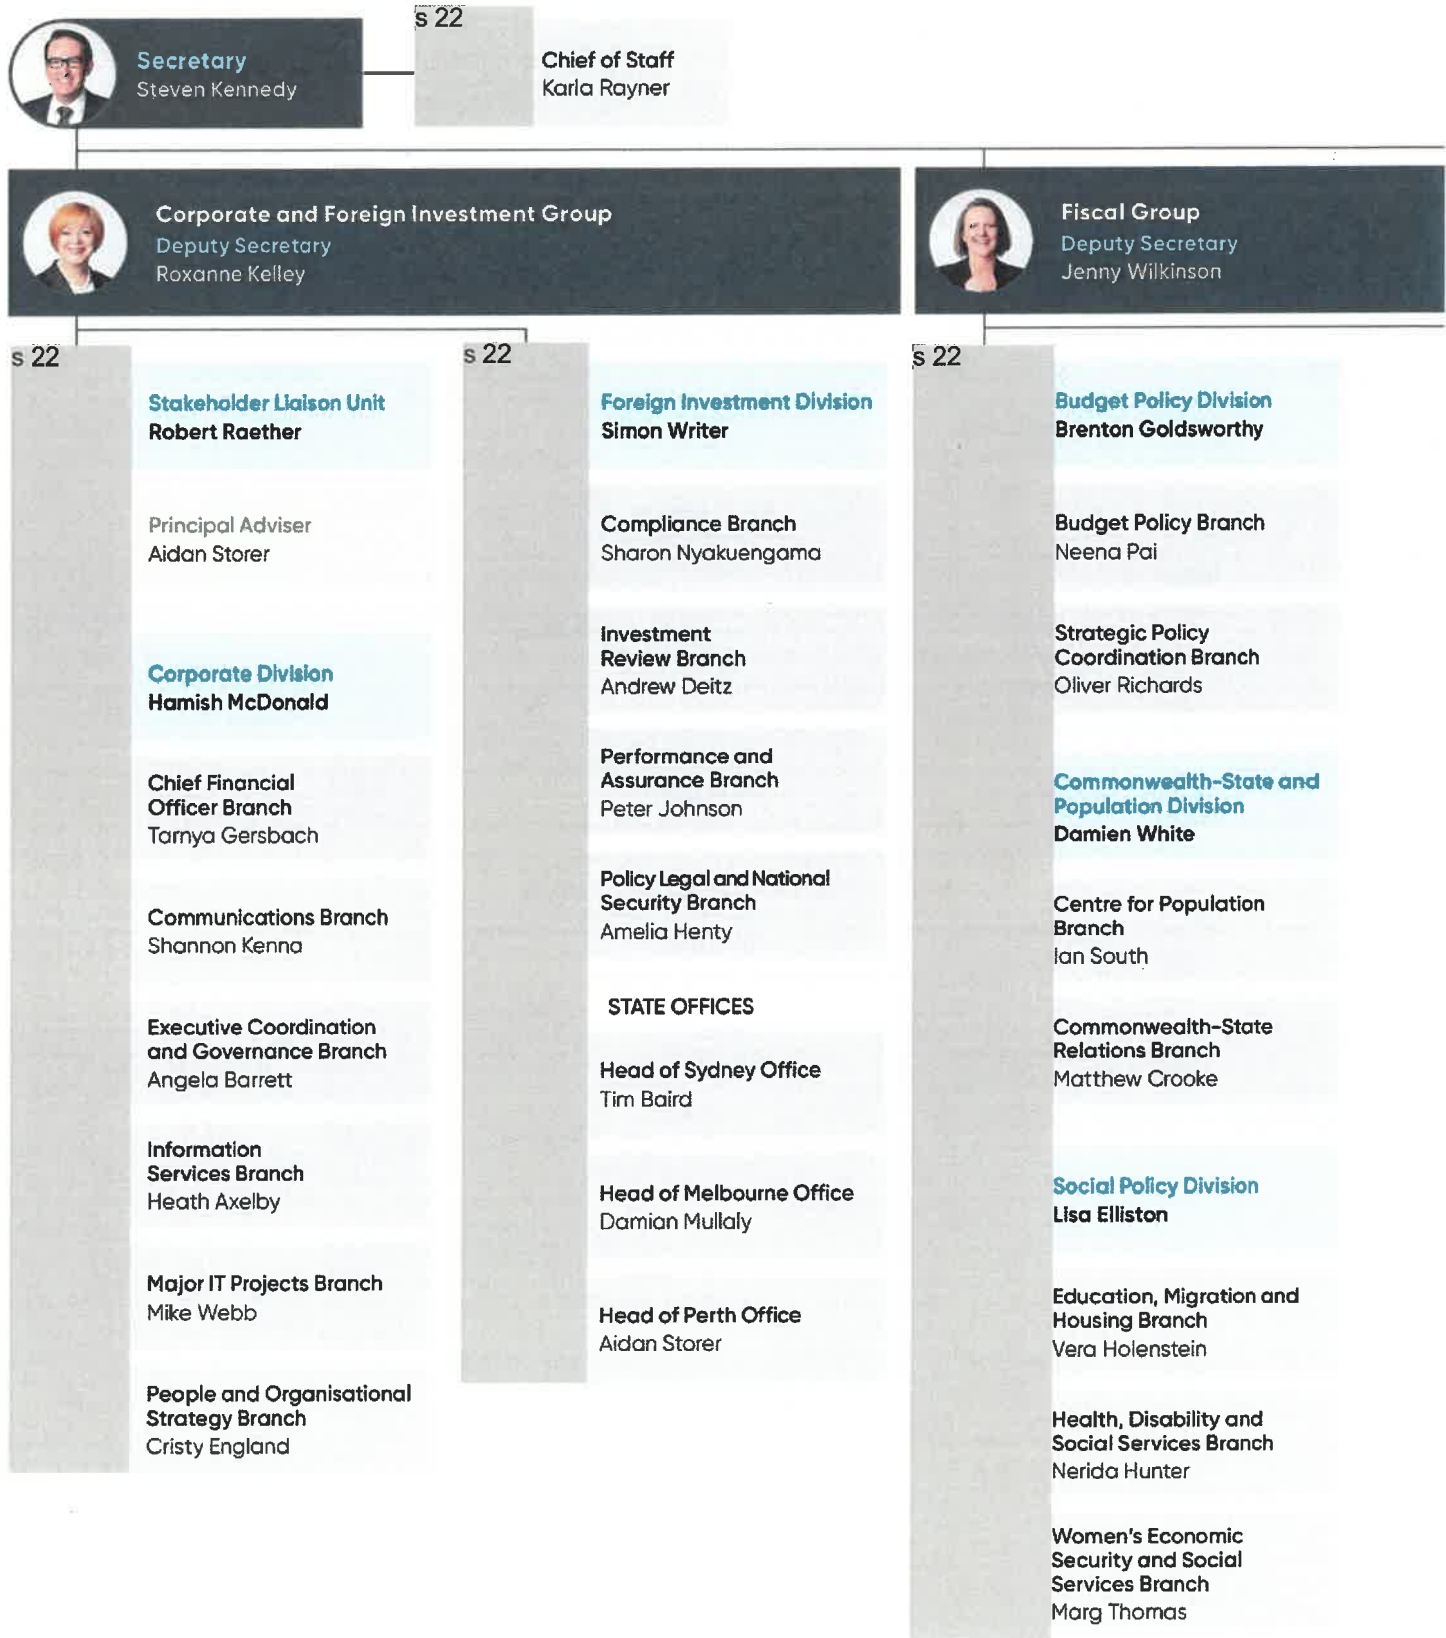 s 22
Secretary
Steven Kennedy
Chief of Staff
Karla Rayner
Corporate and Foreign Investment Group
Deputy Secretary
Roxanne Kelley
Fiscal Group
Deputy Secretary
Jenny Wilkinson
s 22
Stakeholder Liaison Unit
Robert Raether
Principal Adviser
Aidan Storer
Corporate Division
Hamish McDonald
Chief Financial
Officer Branch
Tarnya Gersbach
Communications Branch
Shannon Kenna
Executive Coordination
and Governance Branch
Angela Barrett
Information
Services Branch
Heath Axelby
Major IT Projects Branch
Mike Webb
People and Organisational
Strategy Branch
Cristy England
s 22
Foreign Investment Division
Simon Writer
Compliance Branch
Sharon Nyakuengama
Investment
Review Branch
Andrew Deitz
Performance and
Assurance Branch
Peter Johnson
Policy Legal and National
Security Branch
Amelia Henty
STATE OFFICES
Head of Sydney Office
Tim Baird
Head of Melbourne Office
Damian Mullaly
Head of Perth Office
Aidan Storer
s 22
Budget Policy Division
Brenton Goldsworthy
Budget Policy Branch
Neena Pai
Strategic Policy
Coordination Branch
Oliver Richards
Commonwealth-State and
Population Division
Damien White
Centre for Population
Branch
Ian South
Commonwealth-State
Relations Branch
Matthew Crooke
Social Policy Division
Lisa Elliston
Education, Migration and
Housing Branch
Vera Holenstein
Health, Disability and
Social Services Branch
Nerida Hunter
Women's Economic
Security and Social
Services Branch
Marg Thomas